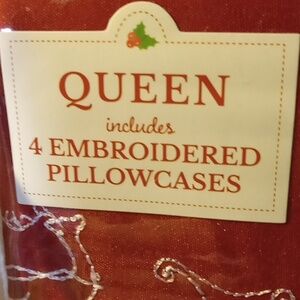 QUEEN
includes
4 EMBROIDERED
PILLOWCASES